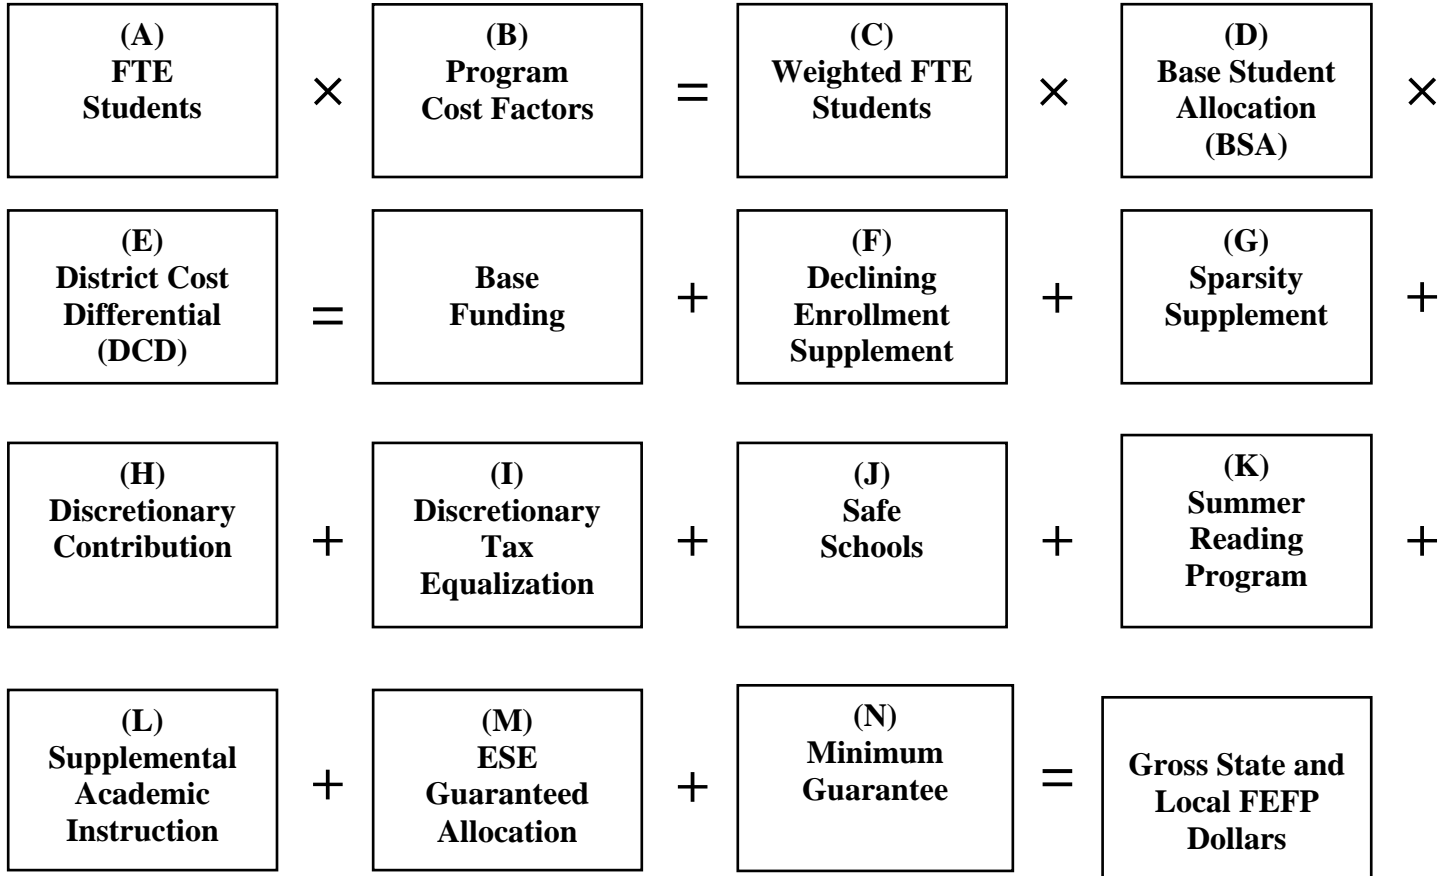 (A)
FTE
Students
×
(B)
Program
Cost Factors
=
(C)
Weighted FTE
Students
×
(D)
Base Student
Allocation
(BSA)
×
(E)
District Cost
Differential
(DCD)
=
Base
Funding
+
(F)
Declining
Enrollment
Supplement
+
(G)
Sparsity
Supplement
+
(H)
Discretionary
Contribution
+
(I)
Discretionary
Tax
Equalization
+
(J)
Safe
Schools
+
(K)
Summer
Reading
Program
+
(L)
Supplemental
Academic
Instruction
+
(M)
ESE
Guaranteed
Allocation
+
(N)
Minimum
Guarantee
=
Gross State and
Local FEFP
Dollars